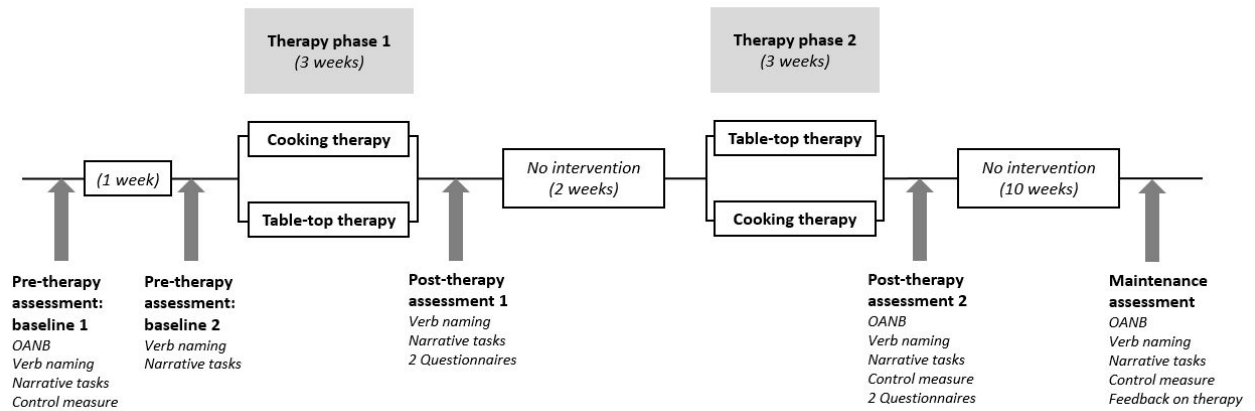 Therapy phase 1
(3 weeks)
Therapy phase 2
(3 weeks)
Cooking therapy
Table-top therapy
(1 week)
No intervention
(2 weeks)
No intervention
(10 weeks)
Table-top therapy
Cooking therapy
Pre-therapy
assessment:
baseline 1
OANB
Verb naming
Narrative tasks
Control measure
Pre-therapy
assessment:
baseline 2
Verb naming
Narrative tasks
Post-therapy
assessment 1
Verb naming
Narrative tasks
2 Questionnaires
Post-therapy
assessment 2
OANB
Verb naming
Narrative tasks
Control measure
2 Questionnaires
Maintenance
assessment
OANB
Verb naming
Narrative tasks
Control measure
Feedback on therapy